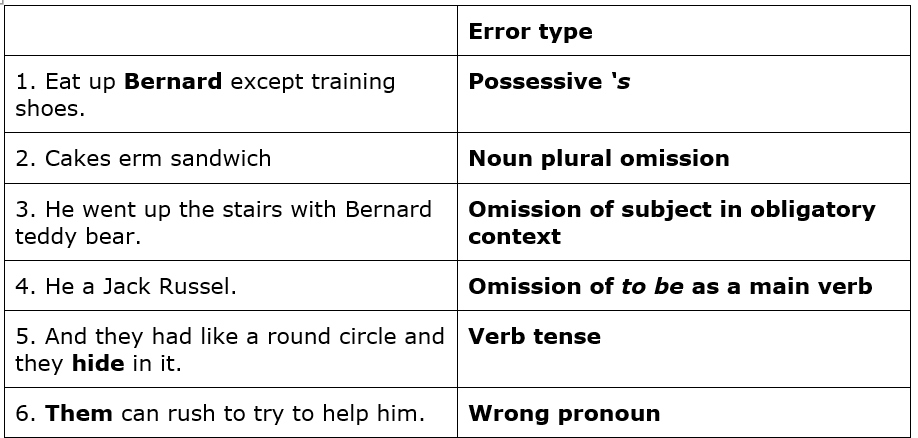 Error type
1. Eat up Bernard except training
shoes.
Possessive ‘s
2. Cakes erm sandwich
Noun plural omission
3. He went up the stairs with Bernard
teddy bear.
Omission of subject in obligatory
context
4. He a Jack Russel.
Omission of to be as a main verb
5. And they had like a round circle and
they hide in it.
Verb tense
6. Them can rush to try to help him.
Wrong pronoun